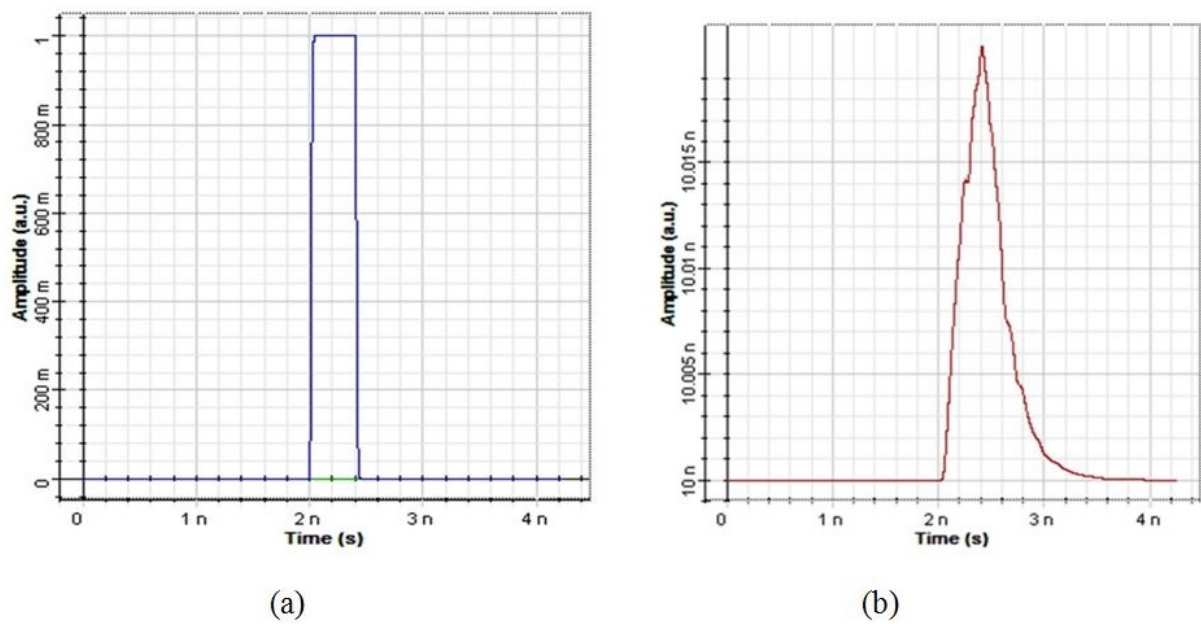 1
800 m
600 m
400 m
200 m
0
Amplitude (a.u.)
0 1 n 2 n 3 n 4 n
Time (s)
(a)
10.015 n
10.01 n
10.005 n
10 n
Amplitude (a.u.)
0 1 n 2 n 3 n 4 n
Time (s)
(b)